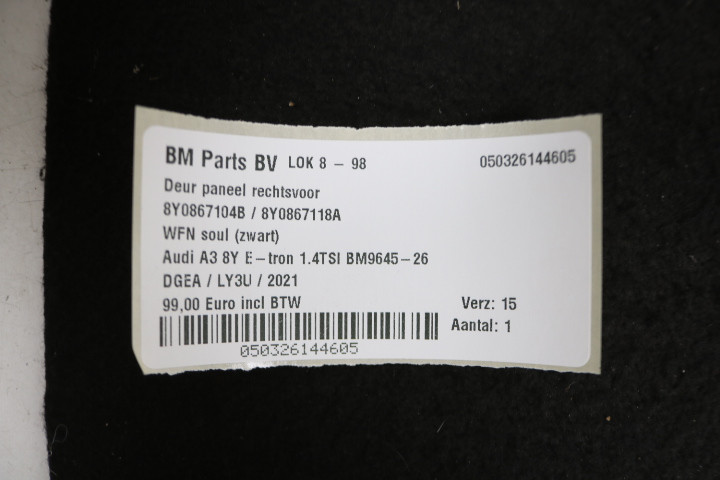 BM Parts BV LOK 8 - 98 050326144605
Deur paneel rechtsvoor
8Y0867104B / 8Y0867118A
WFN soul (zwart)
Audi A3 8Y E-tron 1.4TSI BM9645-26
DGEA / LY3U / 2021
99,00 Euro incl BTW Verz: 15
Aantal: 1
050326144605